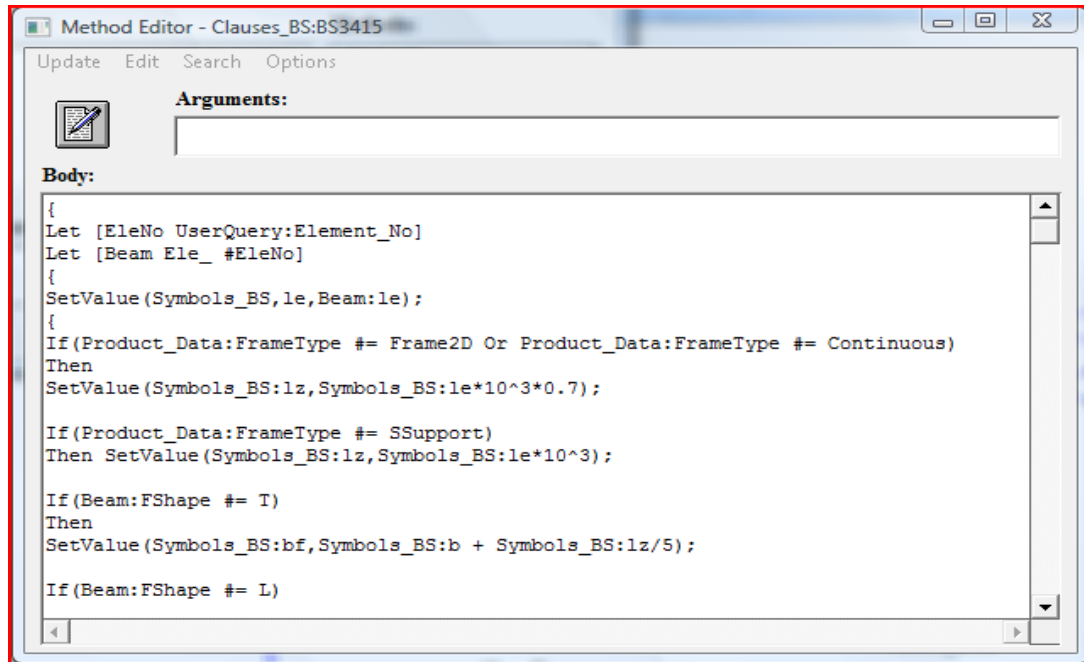 Method Editor - Clauses_BS:BS3415
Update Edit Search Options
Arguments:
Body:
{
Let [EleNo UserQuery:Element_No]
Let [Beam Ele_ #EleNo]
{
SetValue(Symbols_BS,le,Beam:le);
{
If(Product_Data:FrameType #= Frame2D Or Product_Data:FrameType #= Continuous)
Then
SetValue(Symbols_BS:lz,Symbols_BS:le*10^3*0.7);
If(Product_Data:FrameType #= SSupport)
Then SetValue(Symbols_BS:lz,Symbols_BS:le*10^3);
If(Beam:FShape #= T)
Then
SetValue(Symbols_BS:bf,Symbols_BS:b + Symbols_BS:lz/5);
If(Beam:FShape #= L)